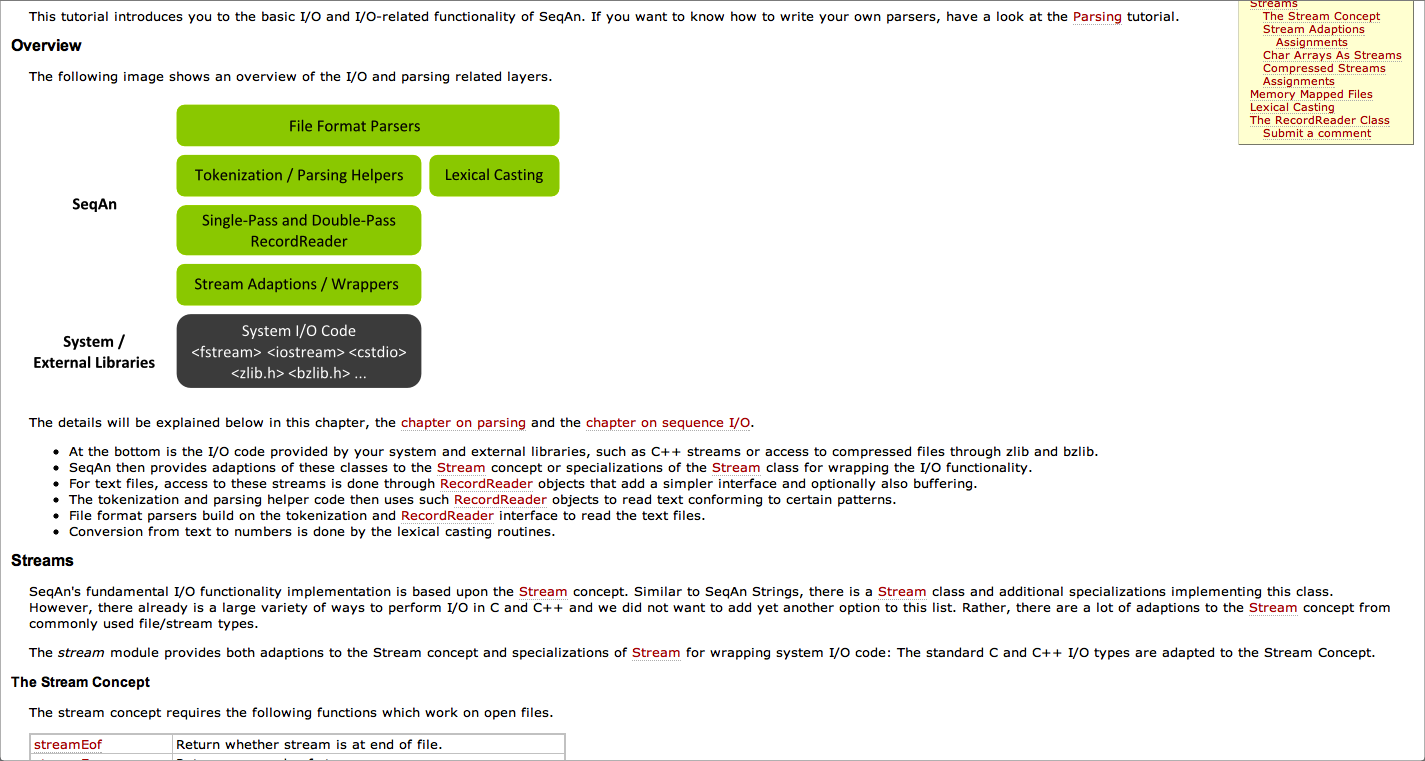 This tutorial introduces you to the basic I/O and I/O-related functionality of SeqAn. If you want to know how to write your own parsers, have a look at the Parsing tutorial.
Streams
The Stream Concept
Stream Adaptions
Assignments
Char Arrays As Streams
Compressed Streams
Assignments
Memory Mapped Files
Lexical Casting
The RecordReader Class
Submit a comment
Overview
The following image shows an overview of the I/O and parsing related layers.
File Format Parsers
Tokenization / Parsing Helpers
Lexical Casting
SeqAn
Single-Pass and Double-Pass
RecordReader
Stream Adaptions / Wrappers
System /
External Libraries
System I/O Code
<fstream> <iostream> <cstdio>
<zlib.h> <bzlib.h> ...
The details will be explained below in this chapter, the chapter on parsing and the chapter on sequence I/O.
• At the bottom is the I/O code provided by your system and external libraries, such as C++ streams or access to compressed files through zlib and bzlib.
• SeqAn then provides adaptions of these classes to the Stream concept or specializations of the Stream class for wrapping the I/O functionality.
• For text files, access to these streams is done through RecordReader objects that add a simpler interface and optionally also buffering.
• The tokenization and parsing helper code then uses such RecordReader objects to read text conforming to certain patterns.
• File format parsers build on the tokenization and RecordReader interface to read the text files.
• Conversion from text to numbers is done by the lexical casting routines.
Streams
SeqAn's fundamental I/O functionality implementation is based upon the Stream concept. Similar to SeqAn Strings, there is a Stream class and additional specializations implementing this class.
However, there already is a large variety of ways to perform I/O in C and C++ and we did not want to add yet another option to this list. Rather, there are a lot of adaptions to the Stream concept from
commonly used file/stream types.
The stream module provides both adaptions to the Stream concept and specializations of Stream for wrapping system I/O code: The standard C and C++ I/O types are adapted to the Stream Concept.
The Stream Concept
The stream concept requires the following functions which work on open files.
streamEof Return whether stream is at end of file.